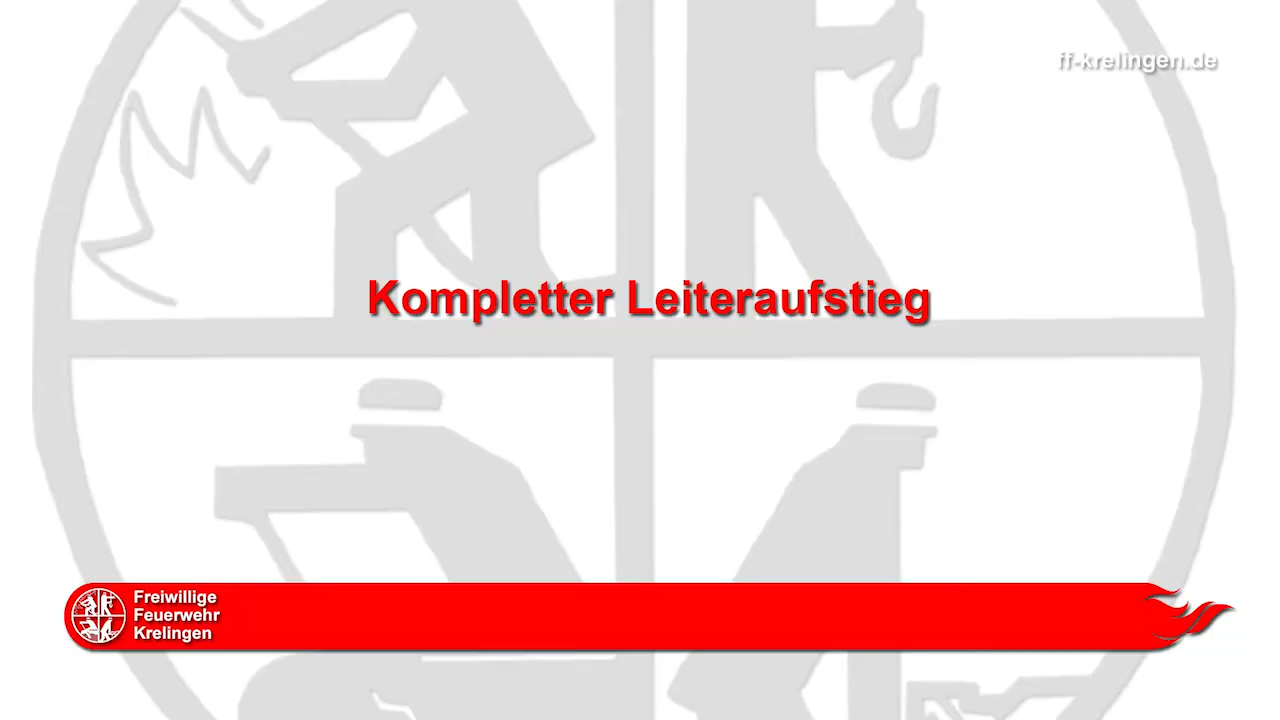 ff-krelingen.de
Kompletter Leiteraufstieg
Freiwillige
Feuerwehr
Krelingen